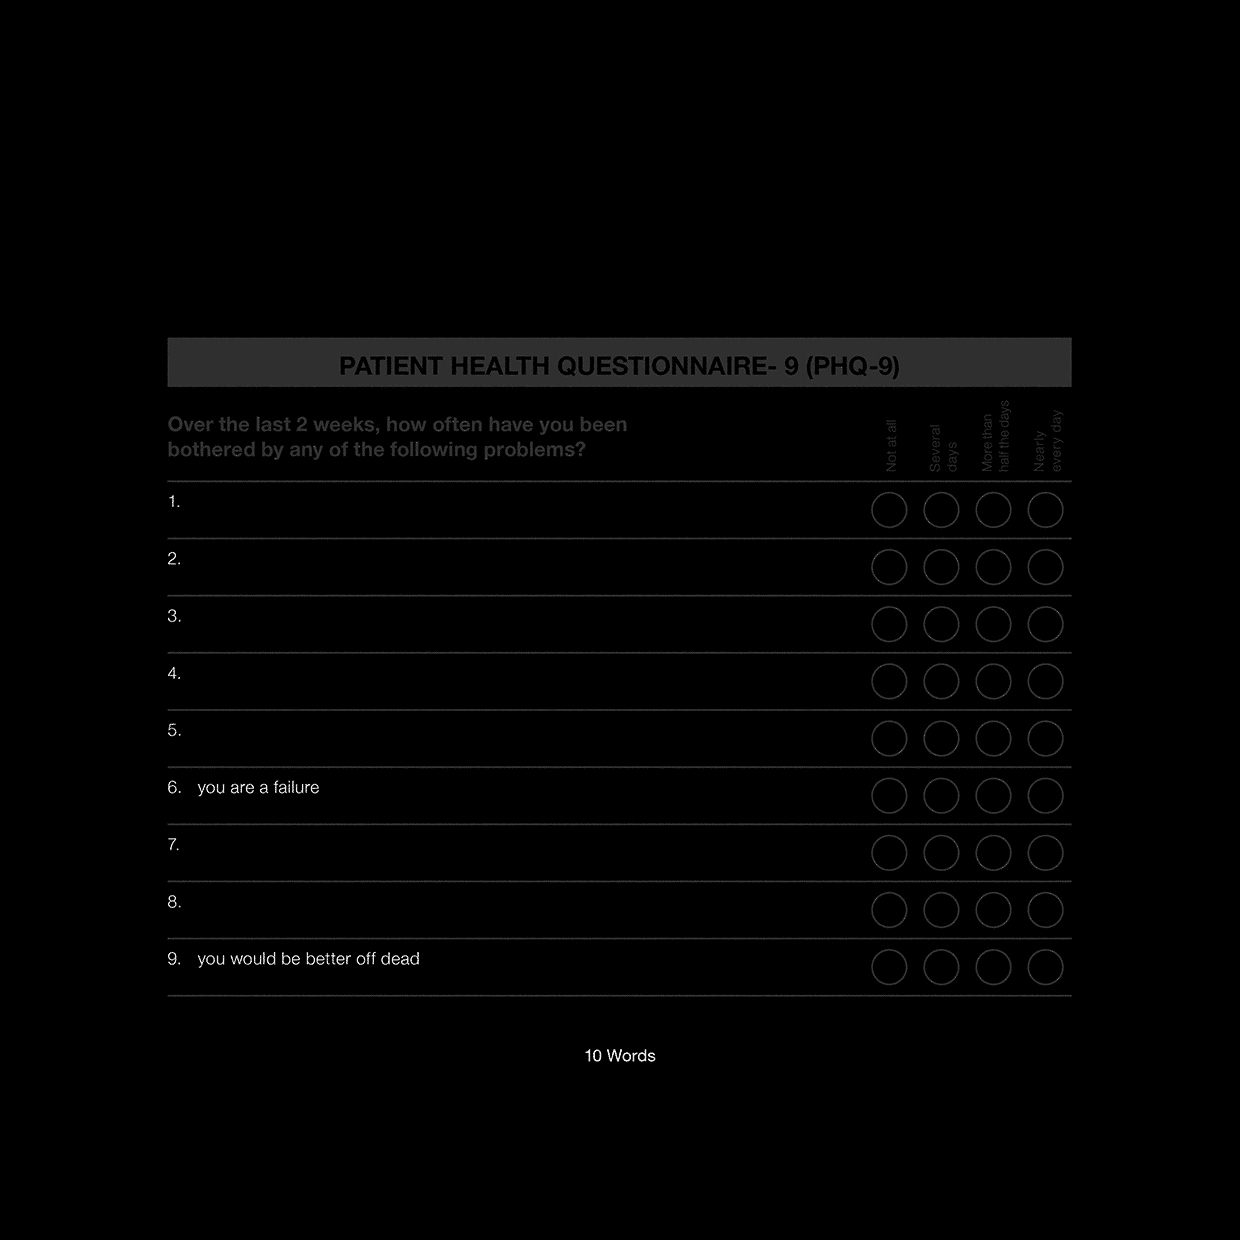 PATIENT HEALTH QUESTIONNAIRE- 9 (PHQ-9)
Over the last 2 weeks, how often have you been
bothered by any of the following problems?
Not at all
Several
days
More than
half the days
Nearly
every day
1.
2.
3.
4.
5.
6. you are a failure
7.
8.
9. you would be better off dead
10 Words